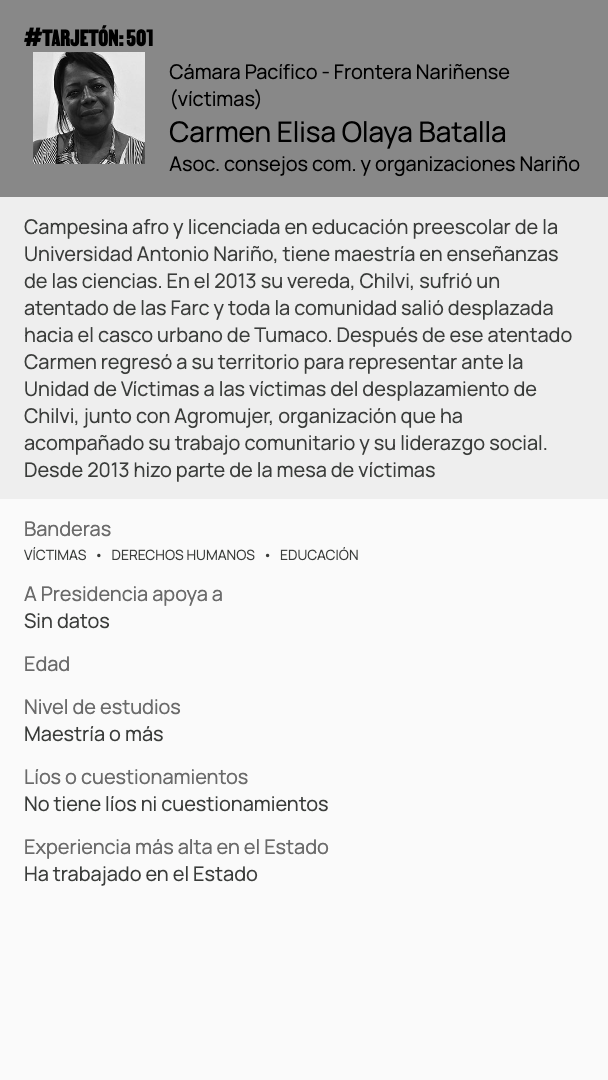 #TARJETÓN: 501
Cámara Pacífico - Frontera Nariñense
(víctimas)
Carmen Elisa Olaya Batalla
Asoc. consejos com. y organizaciones Nariño
Campesina afro y licenciada en educación preescolar de la
Universidad Antonio Nariño, tiene maestría en enseñanzas
de las ciencias. En el 2013 su vereda, Chilvi, sufrió un
atentado de las Farc y toda la comunidad salió desplazada
hacia el casco urbano de Tumaco. Después de ese atentado
Carmen regresó a su territorio para representar ante la
Unidad de Víctimas a las víctimas del desplazamiento de
Chilvi, junto con Agromujer, organización que ha
acompañado su trabajo comunitario y su liderazgo social.
Desde 2013 hizo parte de la mesa de víctimas
Banderas
VÍCTIMAS • DERECHOS HUMANOS • EDUCACIÓN
A Presidencia apoya a
Sin datos
Edad
Nivel de estudios
Maestría o más
Líos o cuestionamientos
No tiene líos ni cuestionamientos
Experiencia más alta en el Estado
Ha trabajado en el Estado